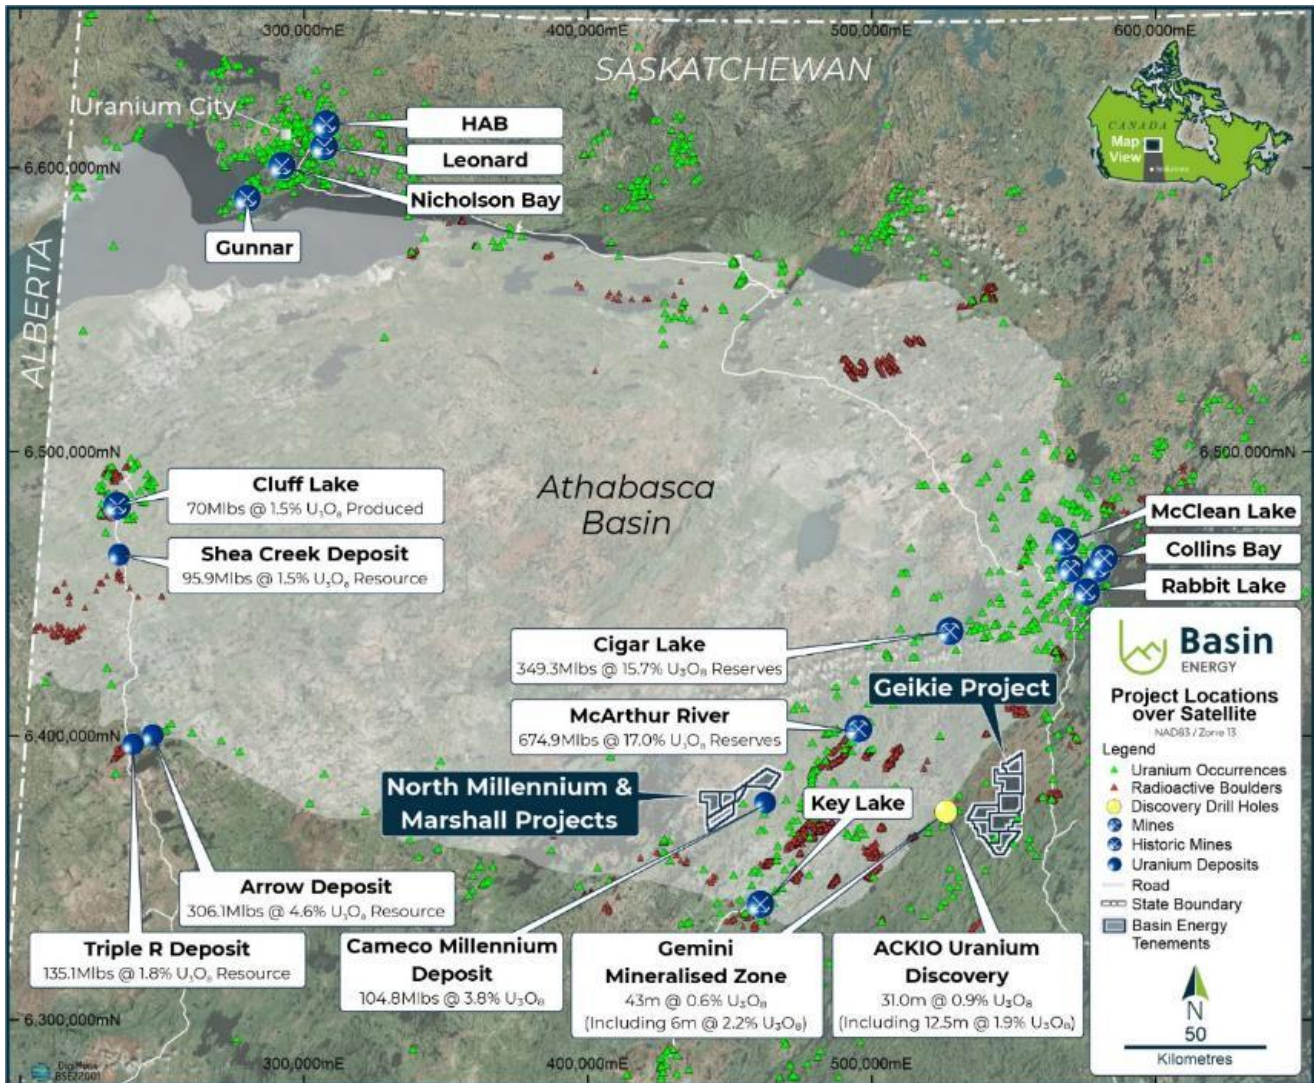 300,000mE
400,000mE
500,000mE
600,000mE
SASKATCHEWAN
CANADA
Map
View
Uranium City
HAB
Leonard
Nicholson Bay
Gunnar
6,600,000mN
ALBERTA
6,500,000mN
6,500,000mN
Athabasca
Basin
Cluff Lake
70Mlbs @ 1.5% U₃O₈ Produced
Shea Creek Deposit
95.9Mlbs @ 1.5% U₃O₈ Resource
McClean Lake
Collins Bay
Rabbit Lake
Cigar Lake
349.3Mlbs @ 15.7% U₃O₈ Reserves
Geikie Project
McArthur River
674.9Mlbs @ 17.0% U₃O₈ Reserves
6,400,000mN
North Millennium &
Marshall Projects
Key Lake
Arrow Deposit
306.1Mlbs @ 4.6% U₃O₈ Resource
Triple R Deposit
135.1Mlbs @ 1.8% U₃O₈ Resource
Cameco Millennium
Deposit
104.8Mlbs @ 3.8% U₃O₈
Gemini
Mineralised Zone
43m @ 0.6% U₃O₈
(Including 6m @ 2.2% U₃O₈)
ACKIO Uranium
Discovery
31.0m @ 0.9% U₃O₈
(Including 12.5m @ 1.9% U₃O₈)
Basin
ENERGY
Project Locations
over Satellite
NAD83 / Zone 13
Legend
Uranium Occurrences
Radioactive Boulders
Discovery Drill Holes
Mines
Historic Mines
Uranium Deposits
Road
State Boundary
Basin Energy
Tenements
N
50
Kilometres
6,300,000mN
300,000mE
400,000mE
500,000mE
DigiMaps
BSE22001